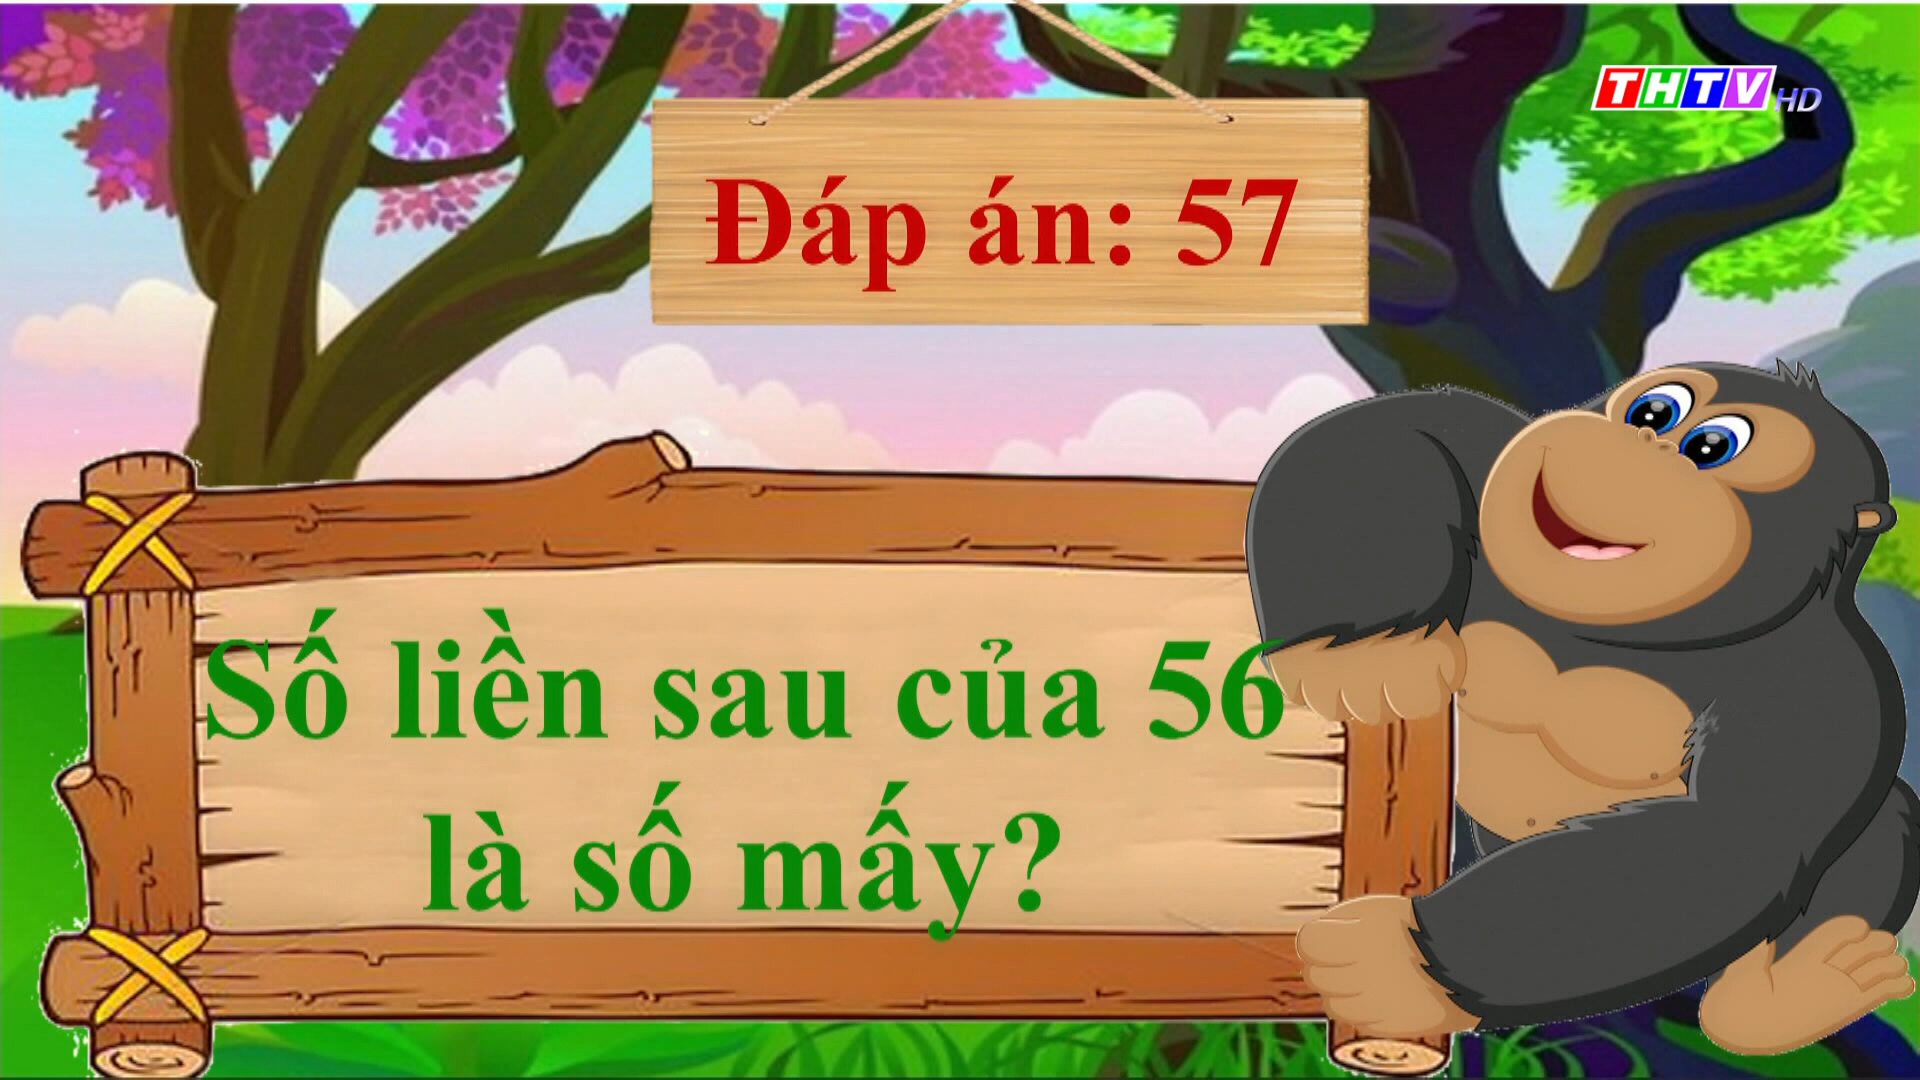 THTV HD
Đáp án: 57
Số liền sau của 56
là số mấy?